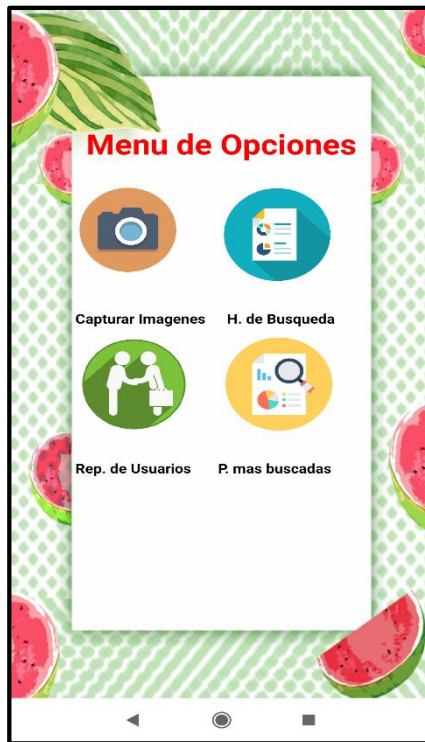 Menu de Opciones
Capturar Imagenes H. de Busqueda
Rep. de Usuarios P. mas buscadas